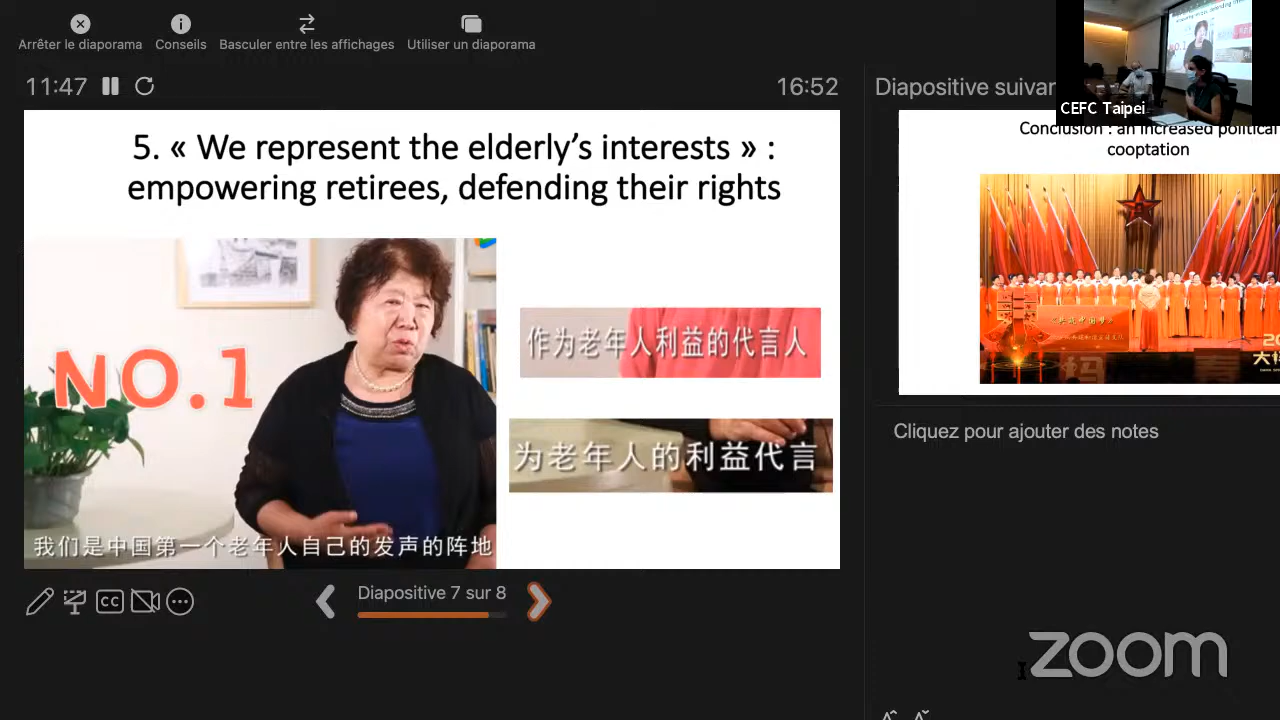 Arrêter le diaporama
Conseils
Basculer entre les affichages
Utiliser un diaporama
11:47
16:52
5. « We represent the elderly’s interests » :
empowering retirees, defending their rights
NO.1
作为老年人利益的代言人
为老年人的利益代言
我们是中国第一个老年人自己的发声的阵地
CC
Diapositive 7 sur 8
Diapositive suivan
NO.1
CEFC Taipei
Conclusion : an increased political
cooptation
Cliquez pour ajouter des notes
zoom